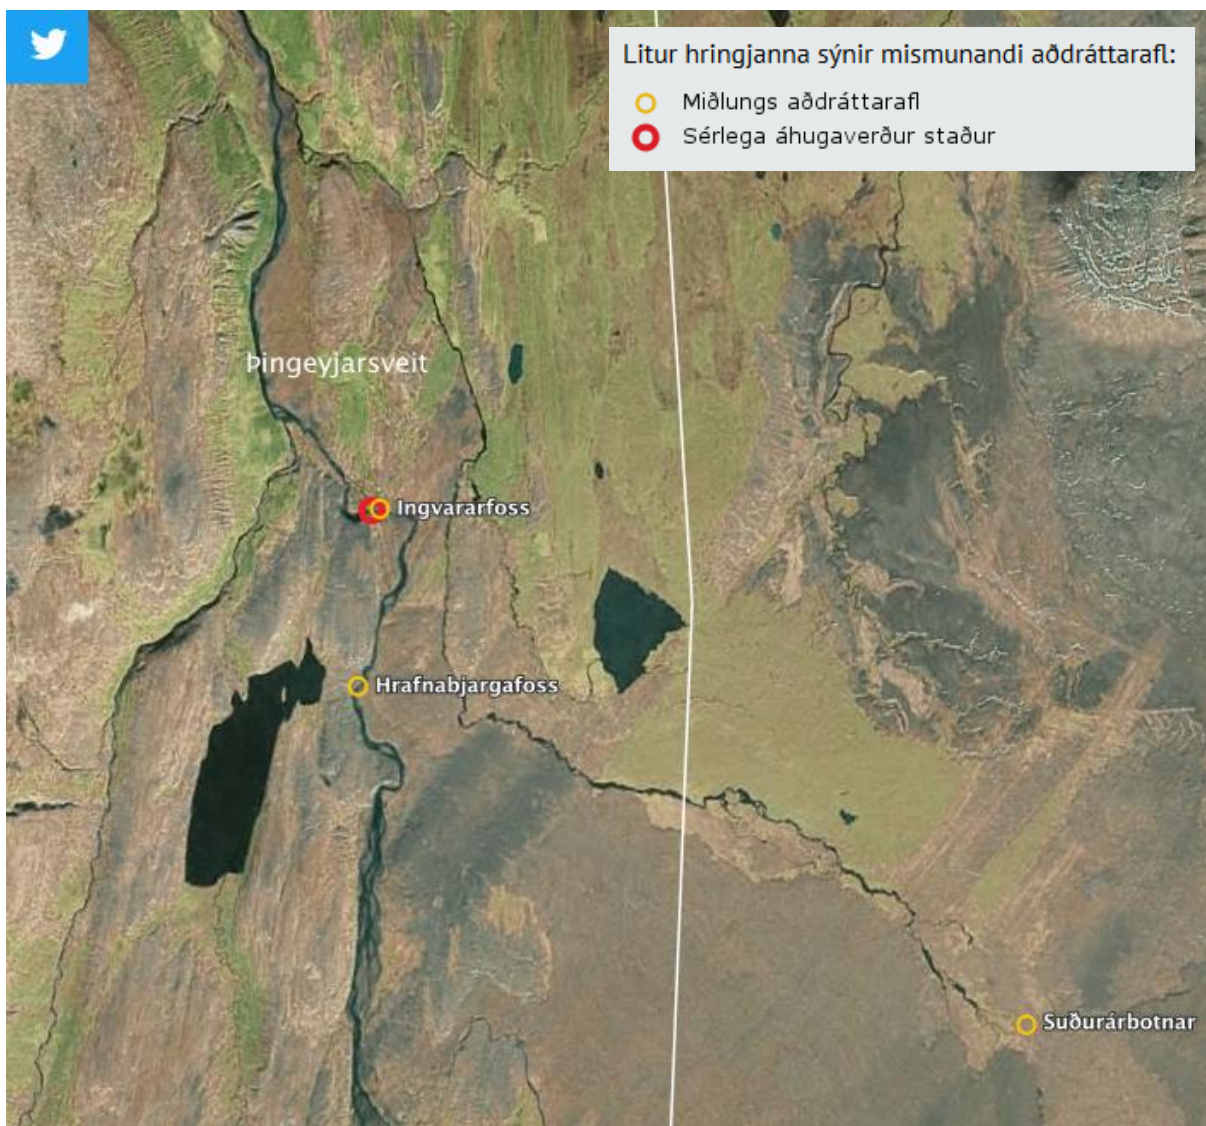 Litur hringjanna sýnir mismunandi aðdráttarafl:
Miðlungs aðdráttarafl
Sérlega áhugaverður staður
Þingeyjarsveit
Ingvararfoss
Hrafnabjargafoss
Suðurárbotnar